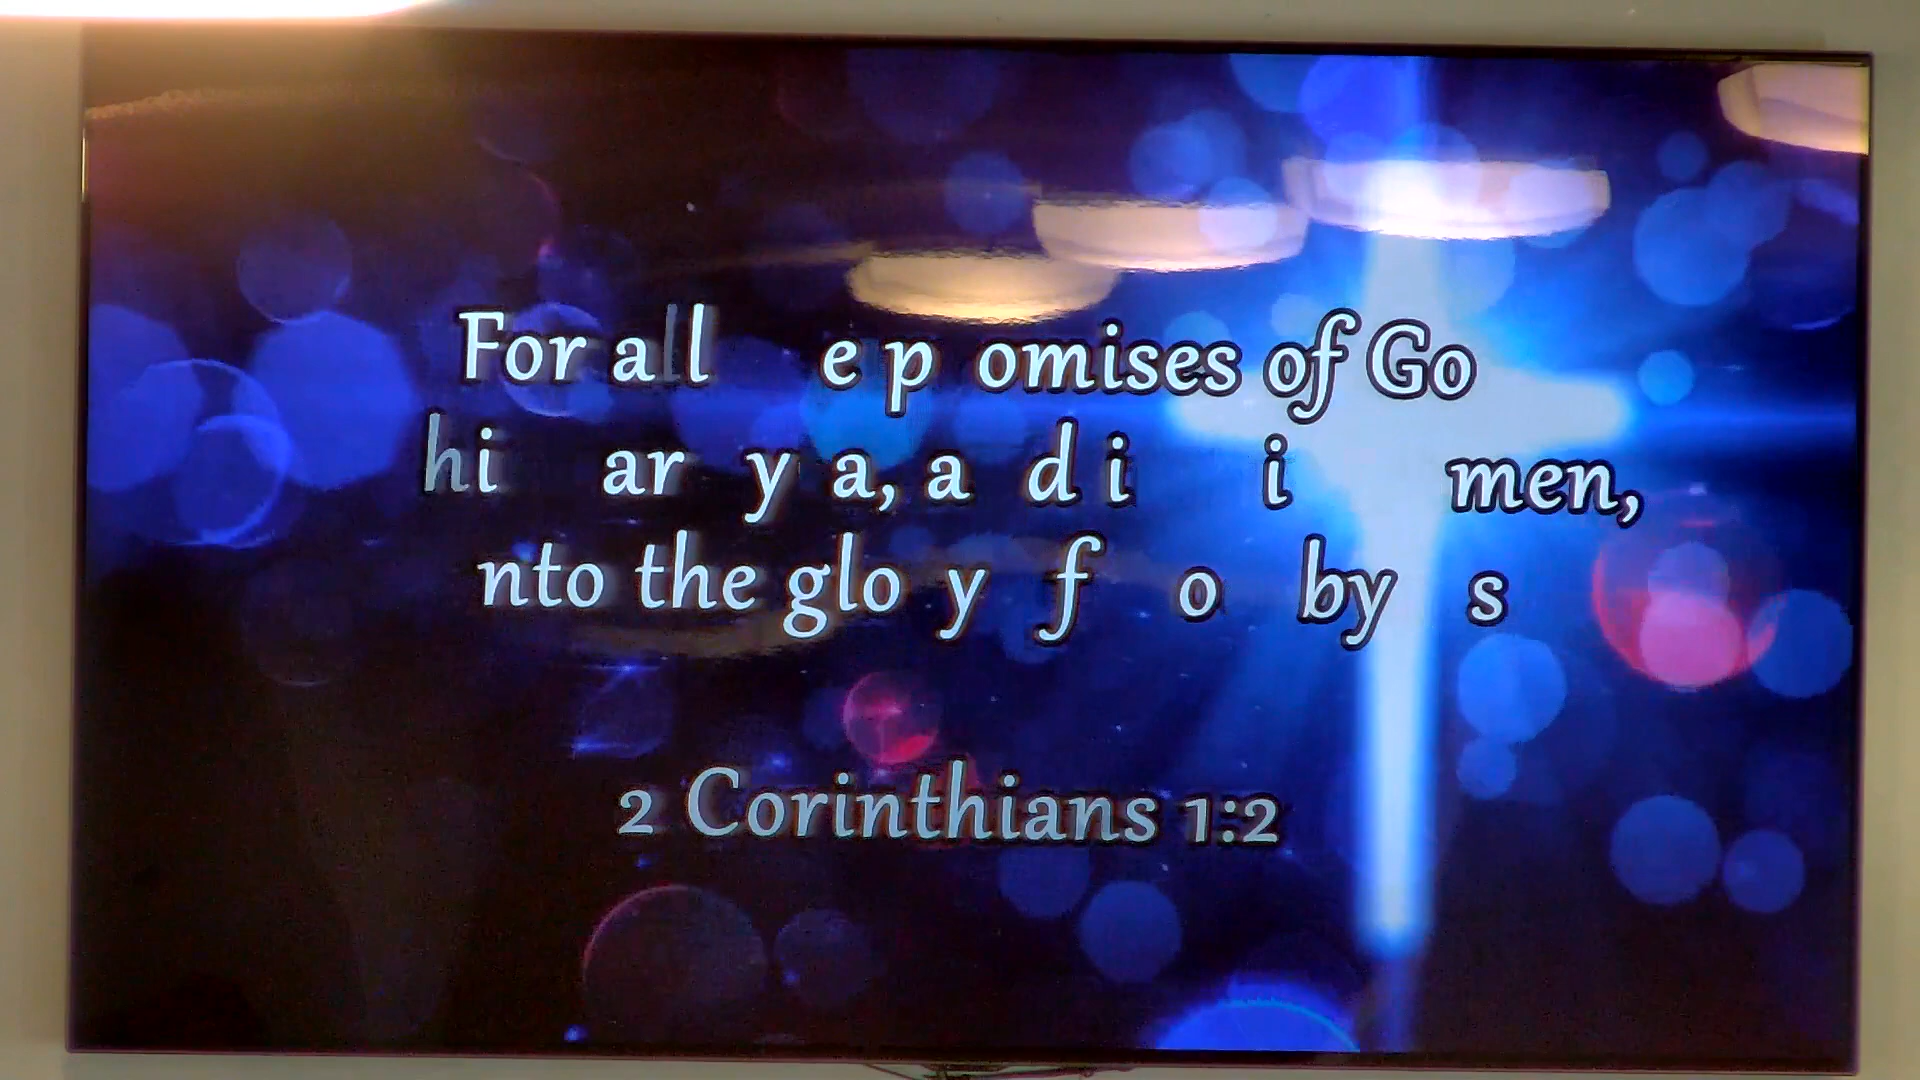 For all e p omises of Go
hi ar y a, a d i i men,
nto the glo y f o by s
2 Corinthians 1:2